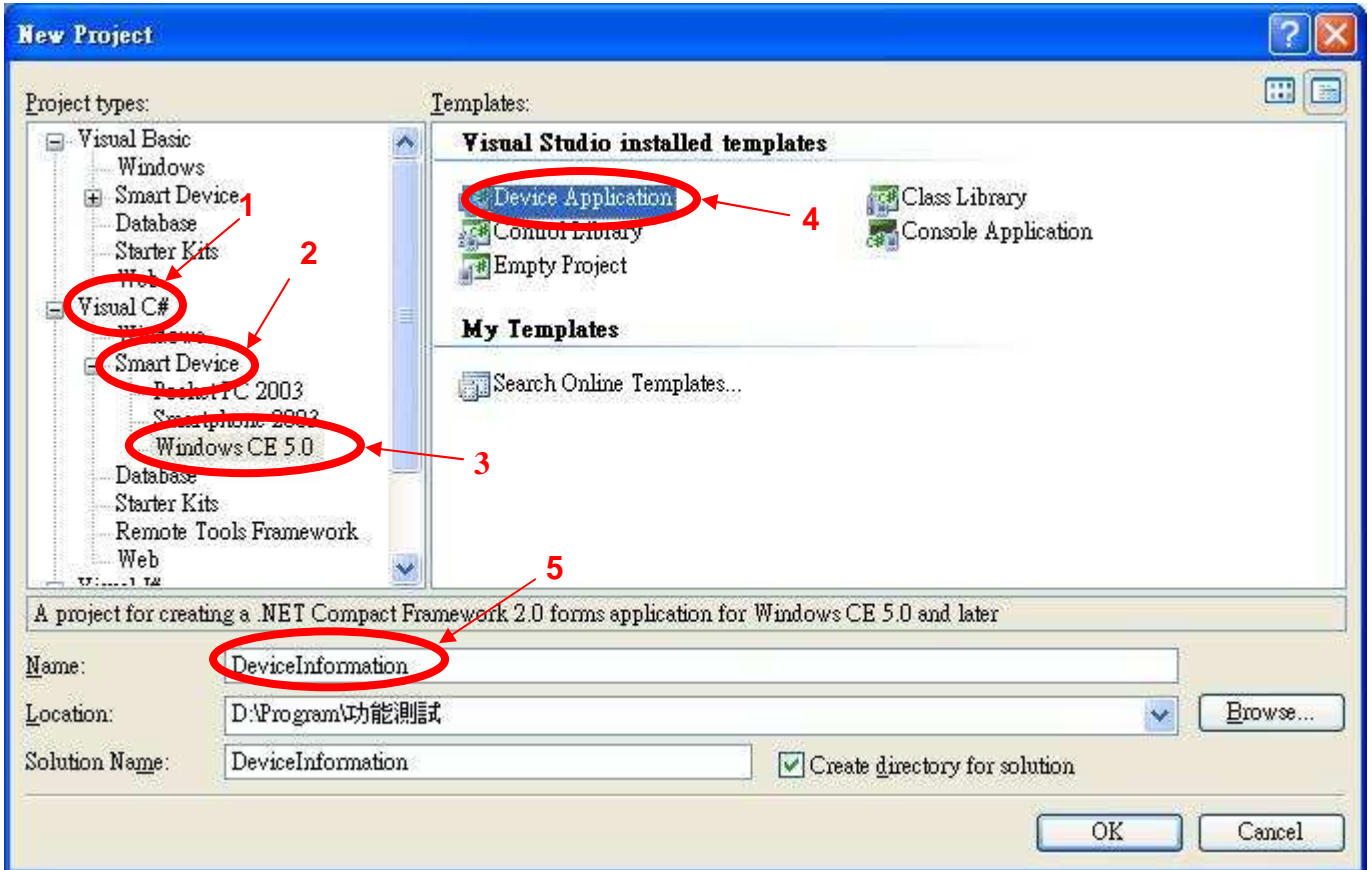 New Project
Project types:
Templates:
Visual Basic
Windows
Smart Device
Database
Starter Kits
Web
Visual C#
Windows
Smart Device
Pocket PC 2003
Smartphone 2003
Windows CE 5.0
Database
Starter Kits
Remote Tools Framework
Web
Visual J#
Visual Studio installed templates
Device Application
Class Library
Control Library
Console Application
Empty Project
My Templates
Search Online Templates...
1
2
3
4
5
A project for creating a .NET Compact Framework 2.0 forms application for Windows CE 5.0 and later
Name:
DeviceInformation
Location:
D:\Program\功能測試
Browse...
Solution Name:
DeviceInformation
Create directory for solution
OK
Cancel